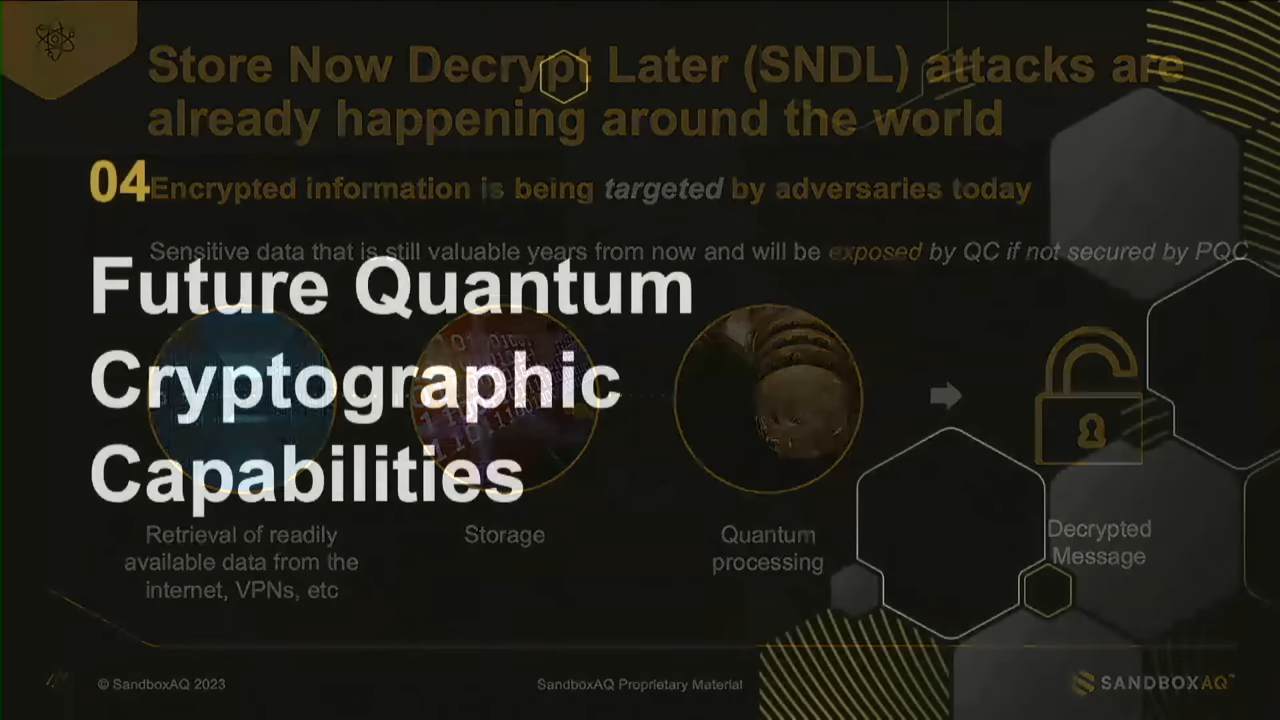 Store Now Decrypt Later (SNDL) attacks are
already happening around the world
04
Encrypted information is being targeted by adversaries today
Sensitive data that is still valuable years from now and will be exposed by QC if not secured by PQC
Future Quantum
Cryptographic
Capabilities
Retrieval of readily
available data from the
internet, VPNs, etc
Storage
Quantum
processing
Decrypted
Message
© SandboxAQ 2023
SandboxAQ Proprietary Material
SANDBOXAQ™